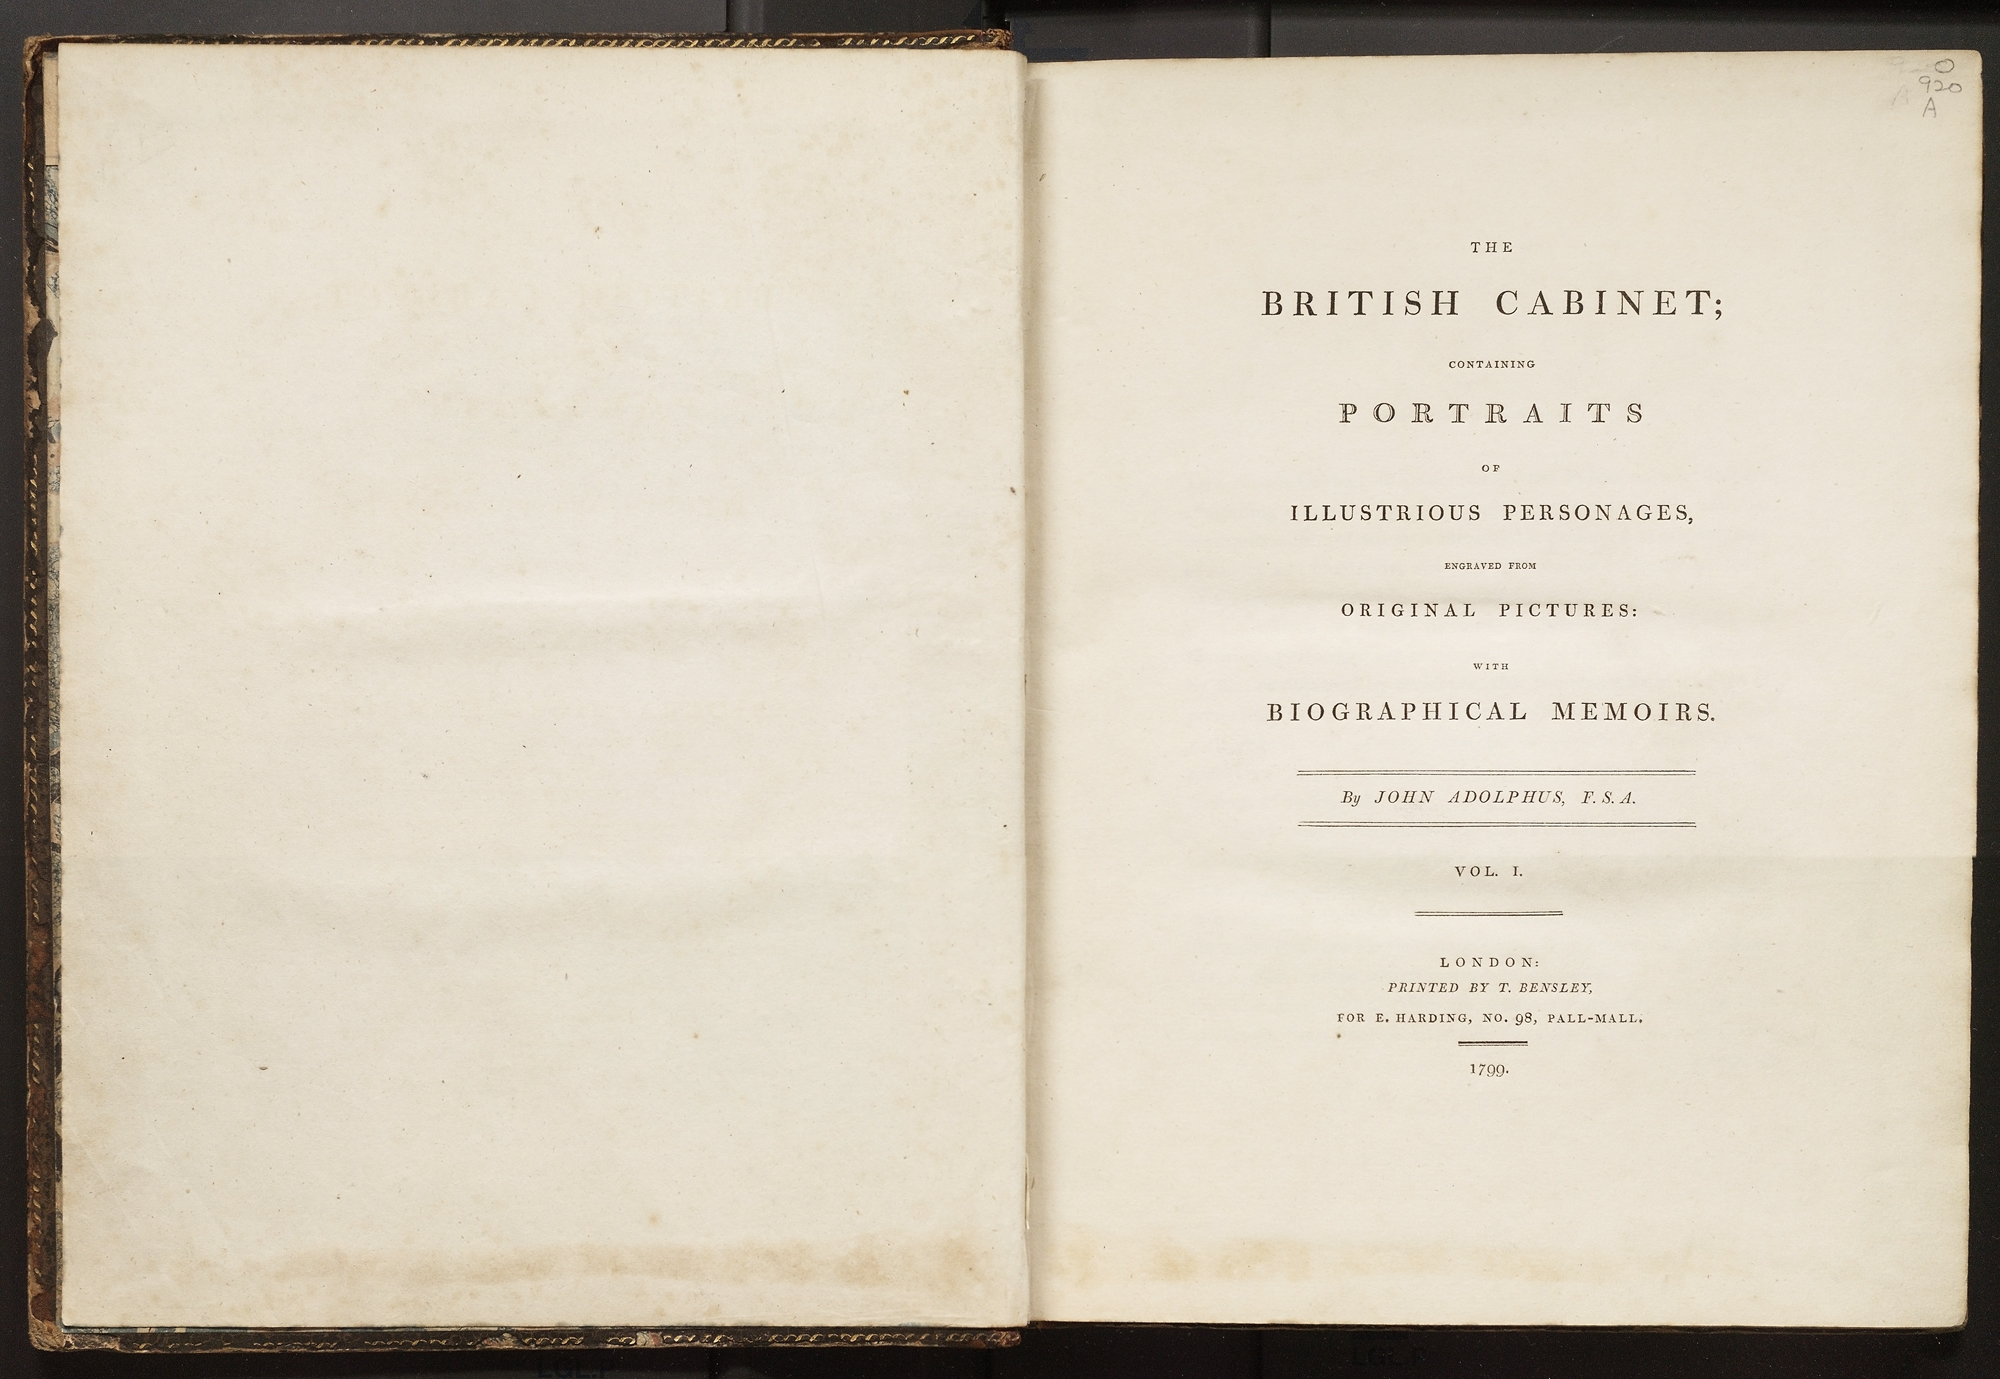 O
920
A
THE
BRITISH CABINET;
CONTAINING
PORTRAITS
OF
ILLUSTRIOUS PERSONAGES,
ENGRAVED FROM
ORIGINAL PICTURES:
WITH
BIOGRAPHICAL MEMOIRS.
By JOHN ADOLPHUS, F. S. A.
VOL. I.
LONDON:
PRINTED BY T. BENSLEY,
FOR E. HARDING, NO. 98, PALL-MALL.
1799.